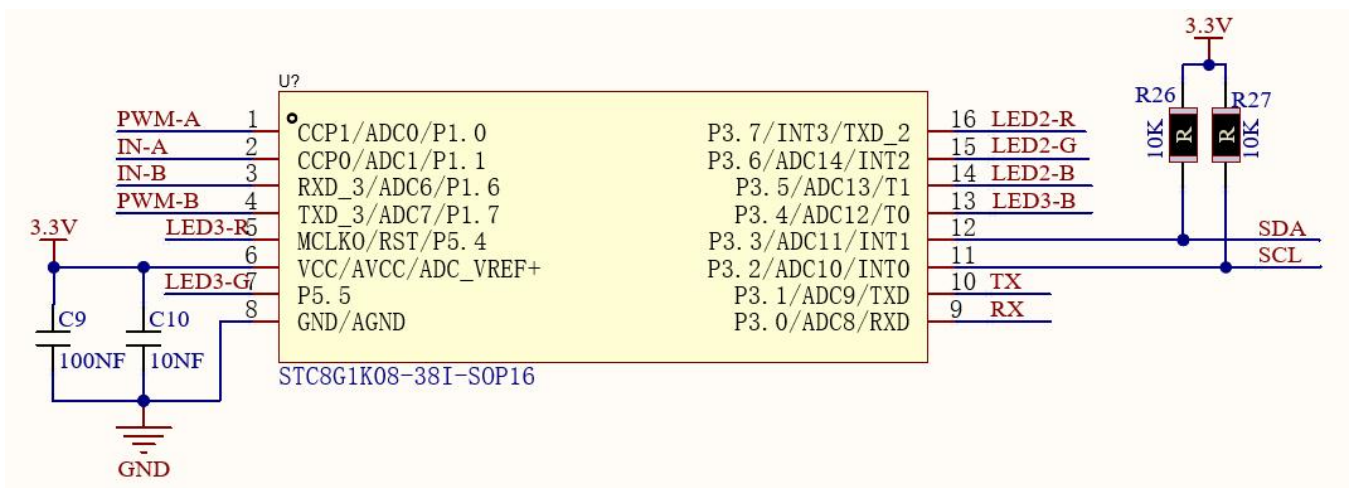 3.3V
R26
10K
R
R27
10K
R
U?
PWM-A 1 CCP1/ADC0/P1.0
IN-A 2 CCP0/ADC1/P1.1
IN-B 3 RXD_3/ADC6/P1.6
PWM-B 4 TXD_3/ADC7/P1.7
LED3-R 5 MCLKO/RST/P5.4
6 VCC/AVCC/ADC_VREF+
LED3-G 7 P5.5
8 GND/AGND
P3.7/INT3/TXD_2 16 LED2-R
P3.6/ADC14/INT2 15 LED2-G
P3.5/ADC13/T1 14 LED2-B
P3.4/ADC12/T0 13 LED3-B
P3.3/ADC11/INT1 12 SDA
P3.2/ADC10/INT0 11 SCL
P3.1/ADC9/TXD 10 TX
P3.0/ADC8/RXD 9 RX
STC8G1K08-38I-SOP16
3.3V
C9
100NF
C10
10NF
GND